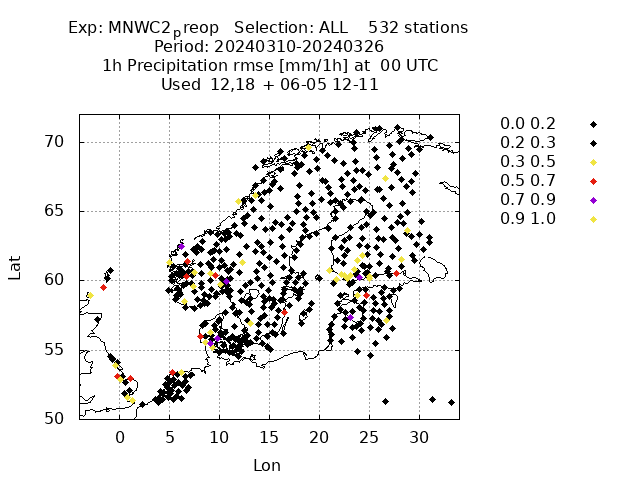 Exp: MNWC2preop Selection: ALL 532 stations
Period: 20240310-20240326
1h Precipitation rmse [mm/1h] at 00 UTC
Used 12,18 + 06-05 12-11
0.0 0.2
0.2 0.3
0.3 0.5
0.5 0.7
0.7 0.9
0.9 1.0
70
65
60
55
50
Lat
0 5 10 15 20 25 30
Lon